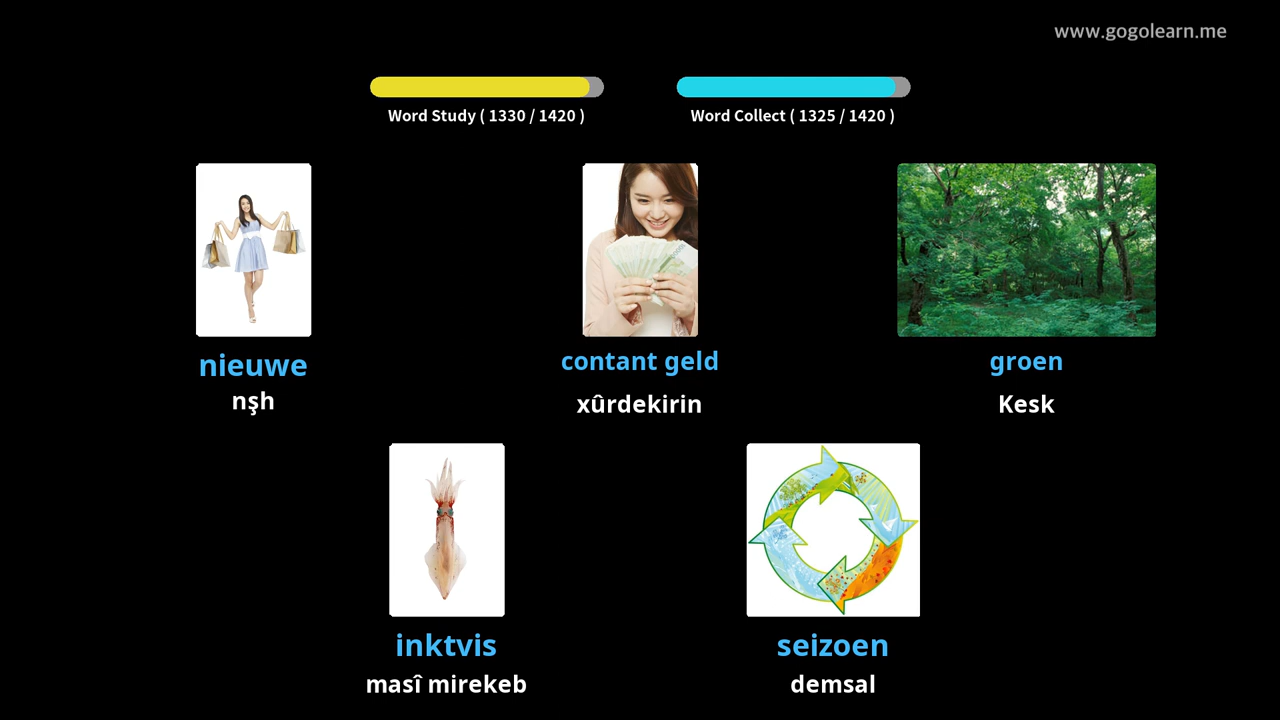 www.gogolearn.me
Word Study ( 1330 / 1420 )
Word Collect ( 1325 / 1420 )
nieuwe
nşh
contant geld
xûrdekirin
groen
Kesk
inktvis
masî mirekeb
seizoen
demsal